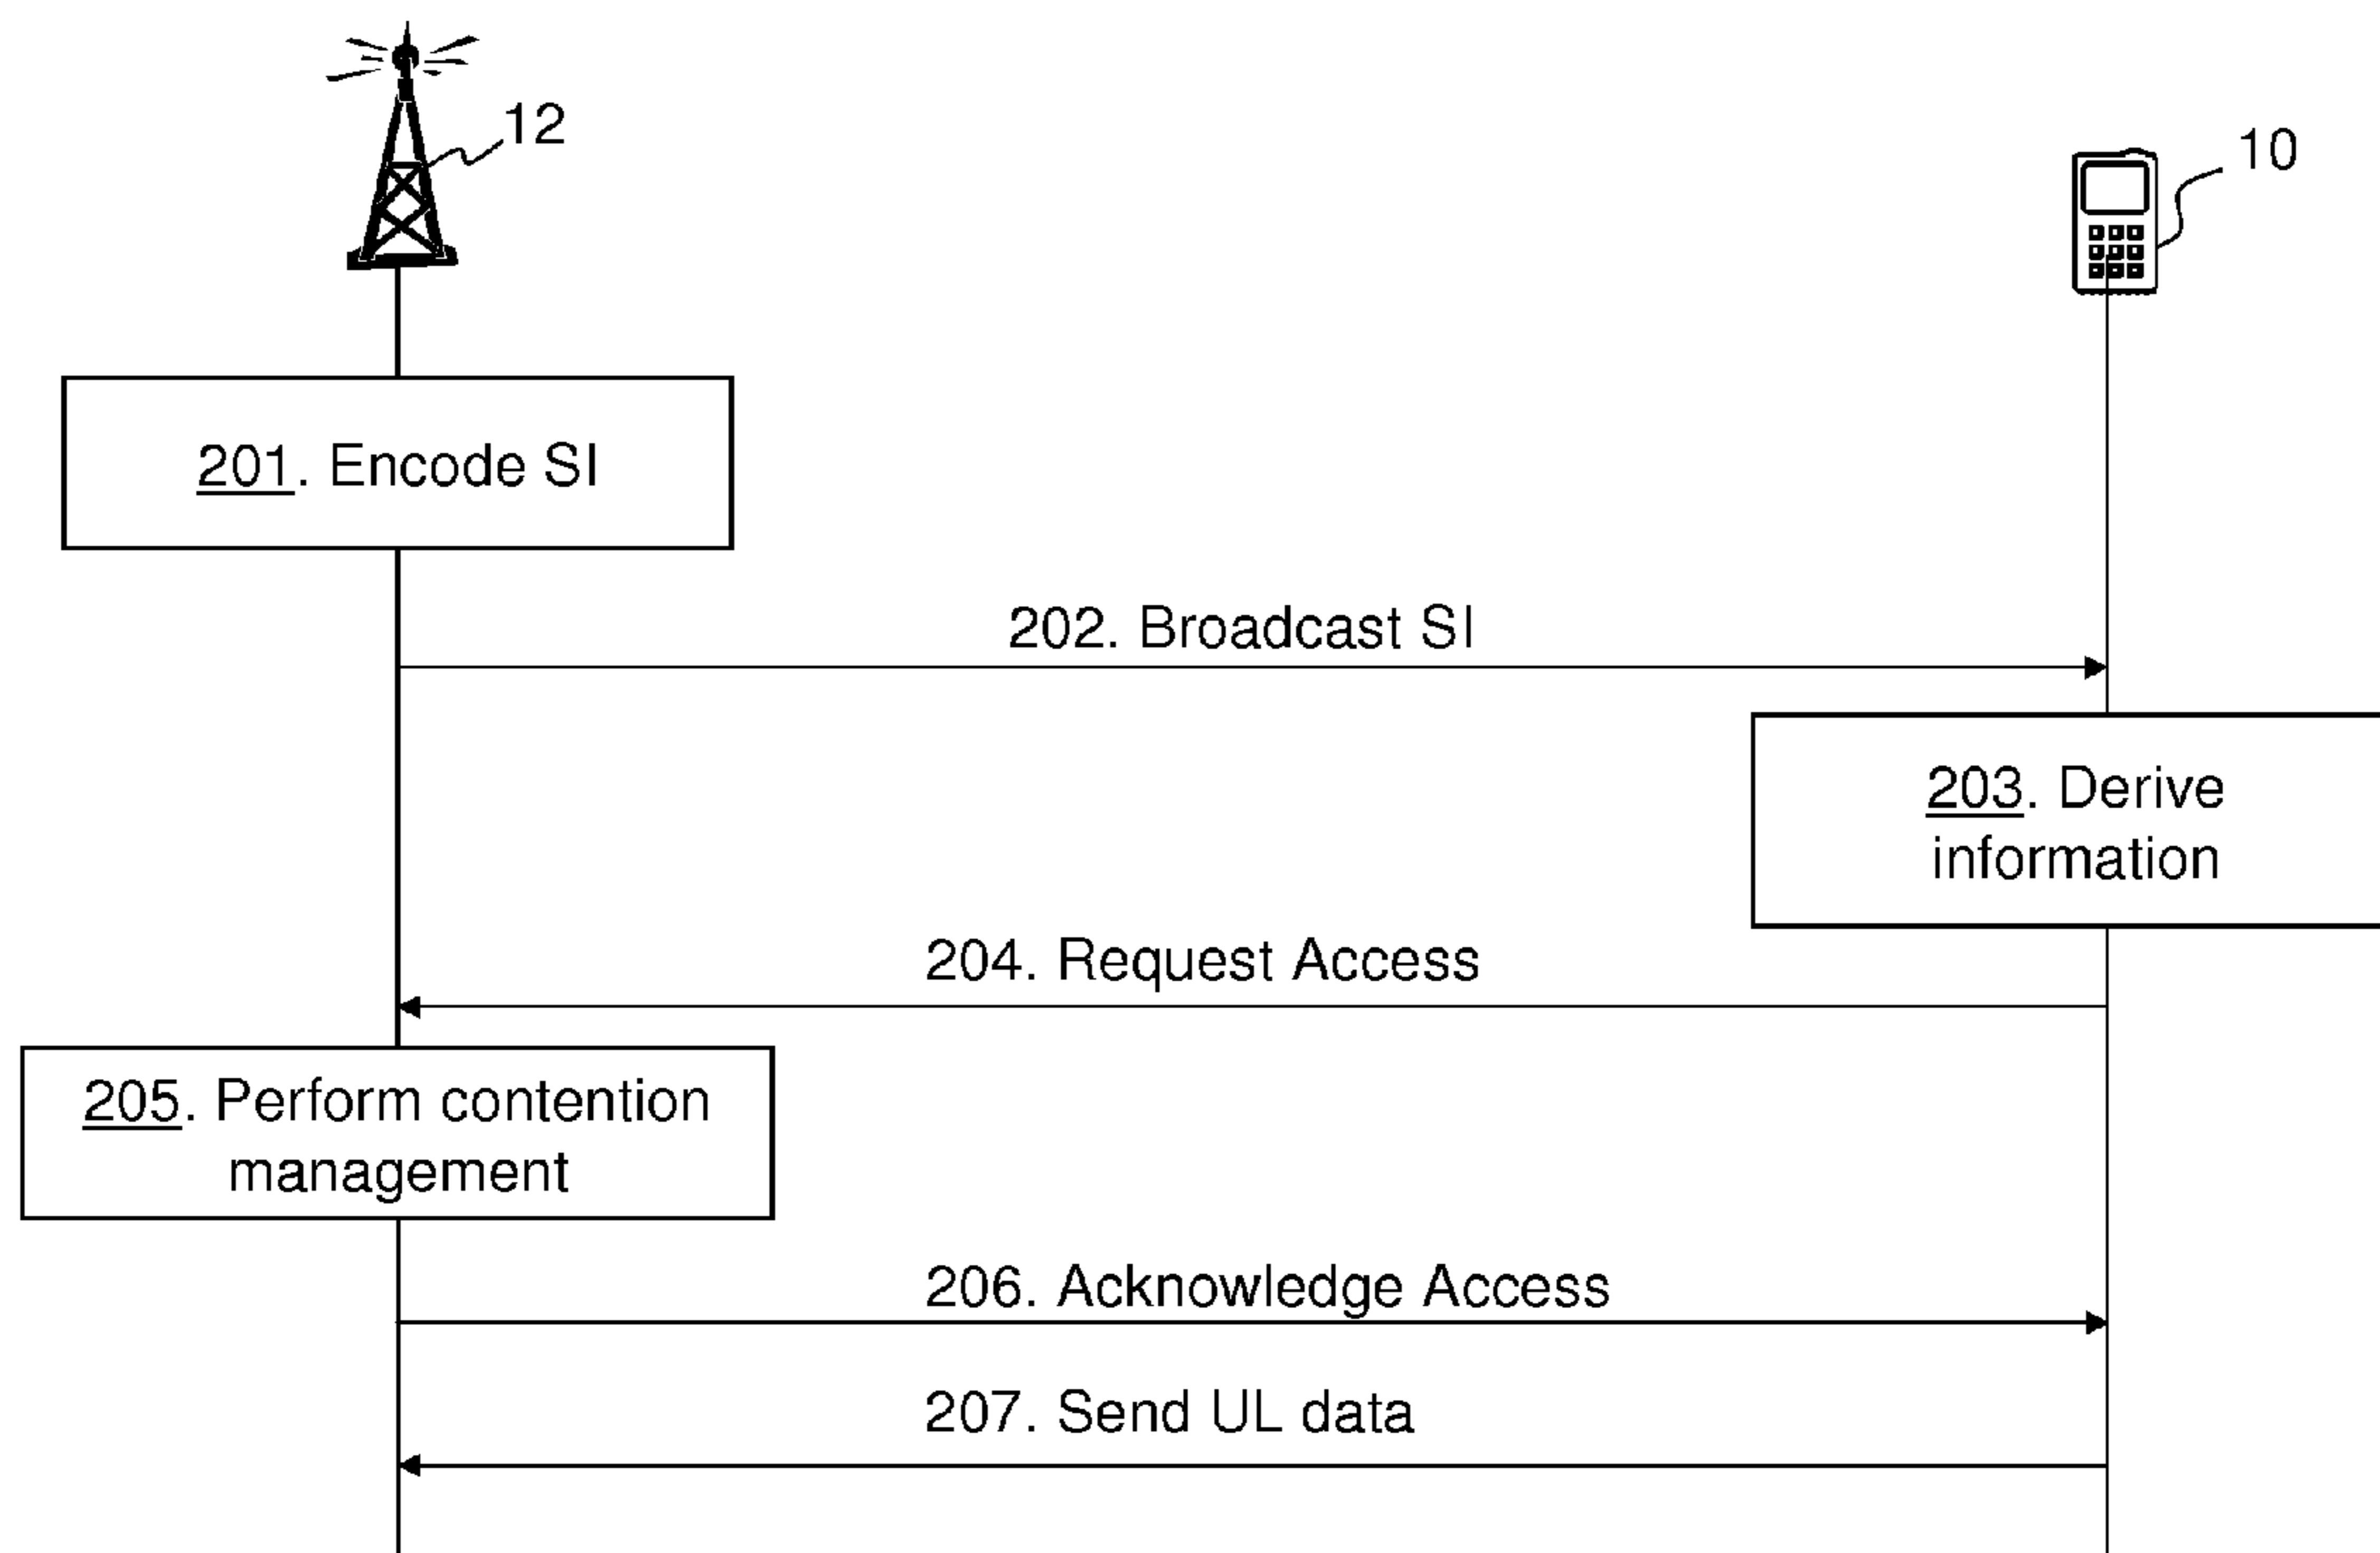 12
10
201. Encode SI
202. Broadcast SI
203. Derive
information
204. Request Access
205. Perform contention
management
206. Acknowledge Access
207. Send UL data